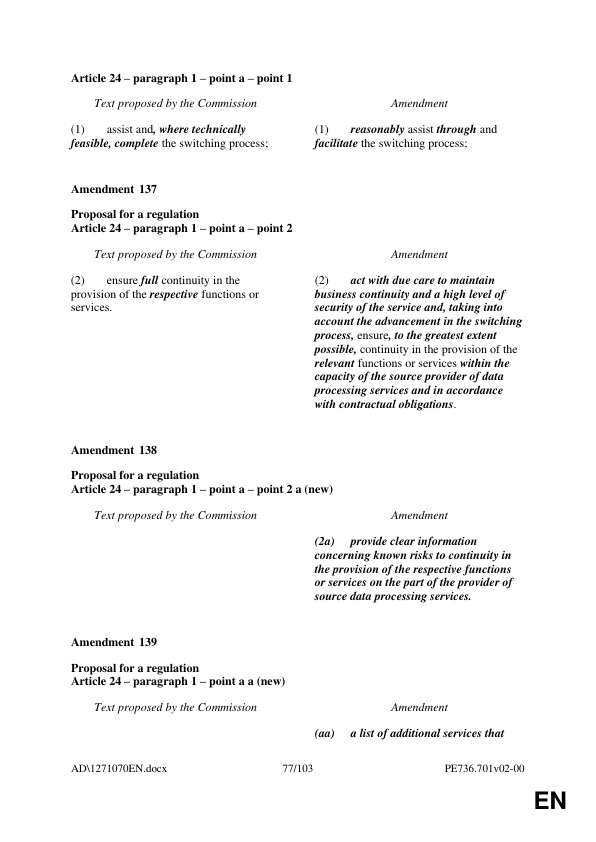 Article 24 – paragraph 1 – point a – point 1
Text proposed by the Commission
Amendment
(1) assist and, where technically
feasible, complete the switching process;
(1) reasonably assist through and
facilitate the switching process;
Amendment 137
Proposal for a regulation
Article 24 – paragraph 1 – point a – point 2
Text proposed by the Commission
Amendment
(2) ensure full continuity in the
provision of the respective functions or
services.
(2) act with due care to maintain
business continuity and a high level of
security of the service and, taking into
account the advancement in the switching
process, ensure, to the greatest extent
possible, continuity in the provision of the
relevant functions or services within the
capacity of the source provider of data
processing services and in accordance
with contractual obligations.
Amendment 138
Proposal for a regulation
Article 24 – paragraph 1 – point a – point 2 a (new)
Text proposed by the Commission
Amendment
(2a) provide clear information
concerning known risks to continuity in
the provision of the respective functions
or services on the part of the provider of
source data processing services.
Amendment 139
Proposal for a regulation
Article 24 – paragraph 1 – point a a (new)
Text proposed by the Commission
Amendment
(aa) a list of additional services that
AD\1271070EN.docx
77/103
PE736.701v02-00
EN